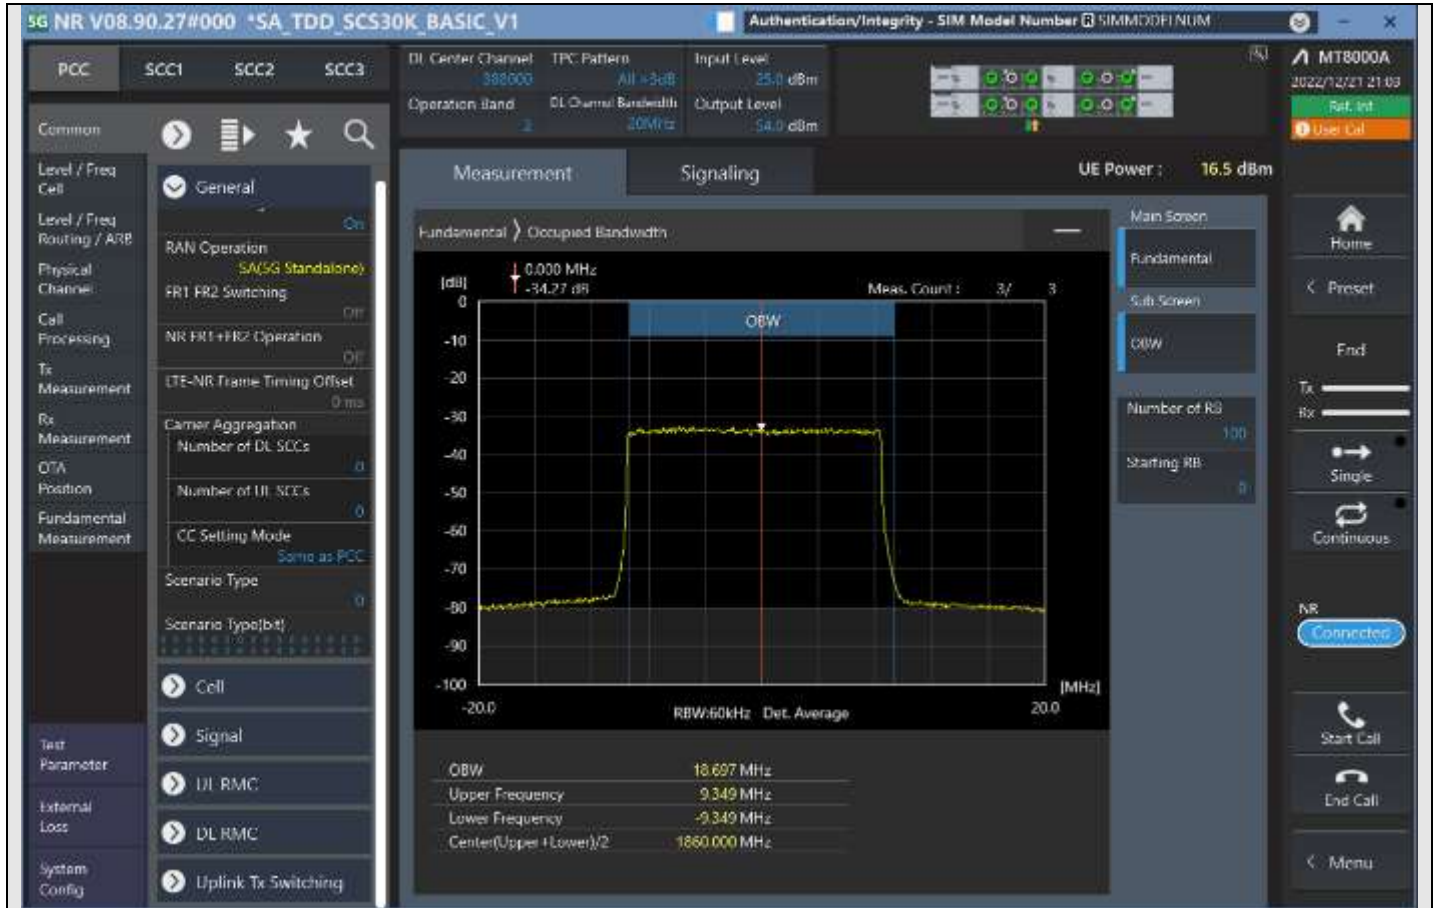 5G NR V08.90.27#000 *SA_TDD_SCS30K_BASIC_V1
Authentication/Integrity - SIM Model Number R SIMMODELNUM
PCC SCC1 SCC2 SCC3
DL Center Channel 388000
TPC Pattern All +3dB
Input Level 25.0 dBm
Operation Band 2
DL Channel Bandwidth 20MHz
Output Level -54.0 dBm
MT8000A
2022/12/21 21:09
Ref. Int
User Cal
Common
Level / Freq
Cell
Level / Freq
Routing / ARB
Physical
Channel
Call
Processing
Tx
Measurement
Rx
Measurement
OTA
Position
Fundamental
Measurement
Test
Parameter
External
Loss
System
Config
General
On
RAN Operation
SA(5G Standalone)
FR1 FR2 Switching
Off
NR FR1+FR2 Operation
Off
LTE-NR Frame Timing Offset
0 ms
Carrier Aggregation
Number of DL SCCs
0
Number of UL SCCs
0
CC Setting Mode
Same as PCC
Scenario Type
0
Scenario Type(bit)
Cell
Signal
UL RMC
DL RMC
Uplink Tx Switching
Measurement Signaling
UE Power : 16.5 dBm
Fundamental Occupied Bandwidth
0.000 MHz
-34.27 dB
Meas. Count : 3/ 3
[dB]
0
OBW
-10
-20
-30
-40
-50
-60
-70
-80
-90
-100
[MHz]
-20.0 RBW:60kHz Det. Average 20.0
OBW 18.697 MHz
Upper Frequency 9.349 MHz
Lower Frequency -9.349 MHz
Center(Upper+Lower)/2 1860.000 MHz
Main Screen
Fundamental
Sub Screen
OBW
Number of RB
100
Starting RB
0
Home
Preset
End
Tx
Rx
Single
Continuous
NR
Connected
Start Call
End Call
Menu